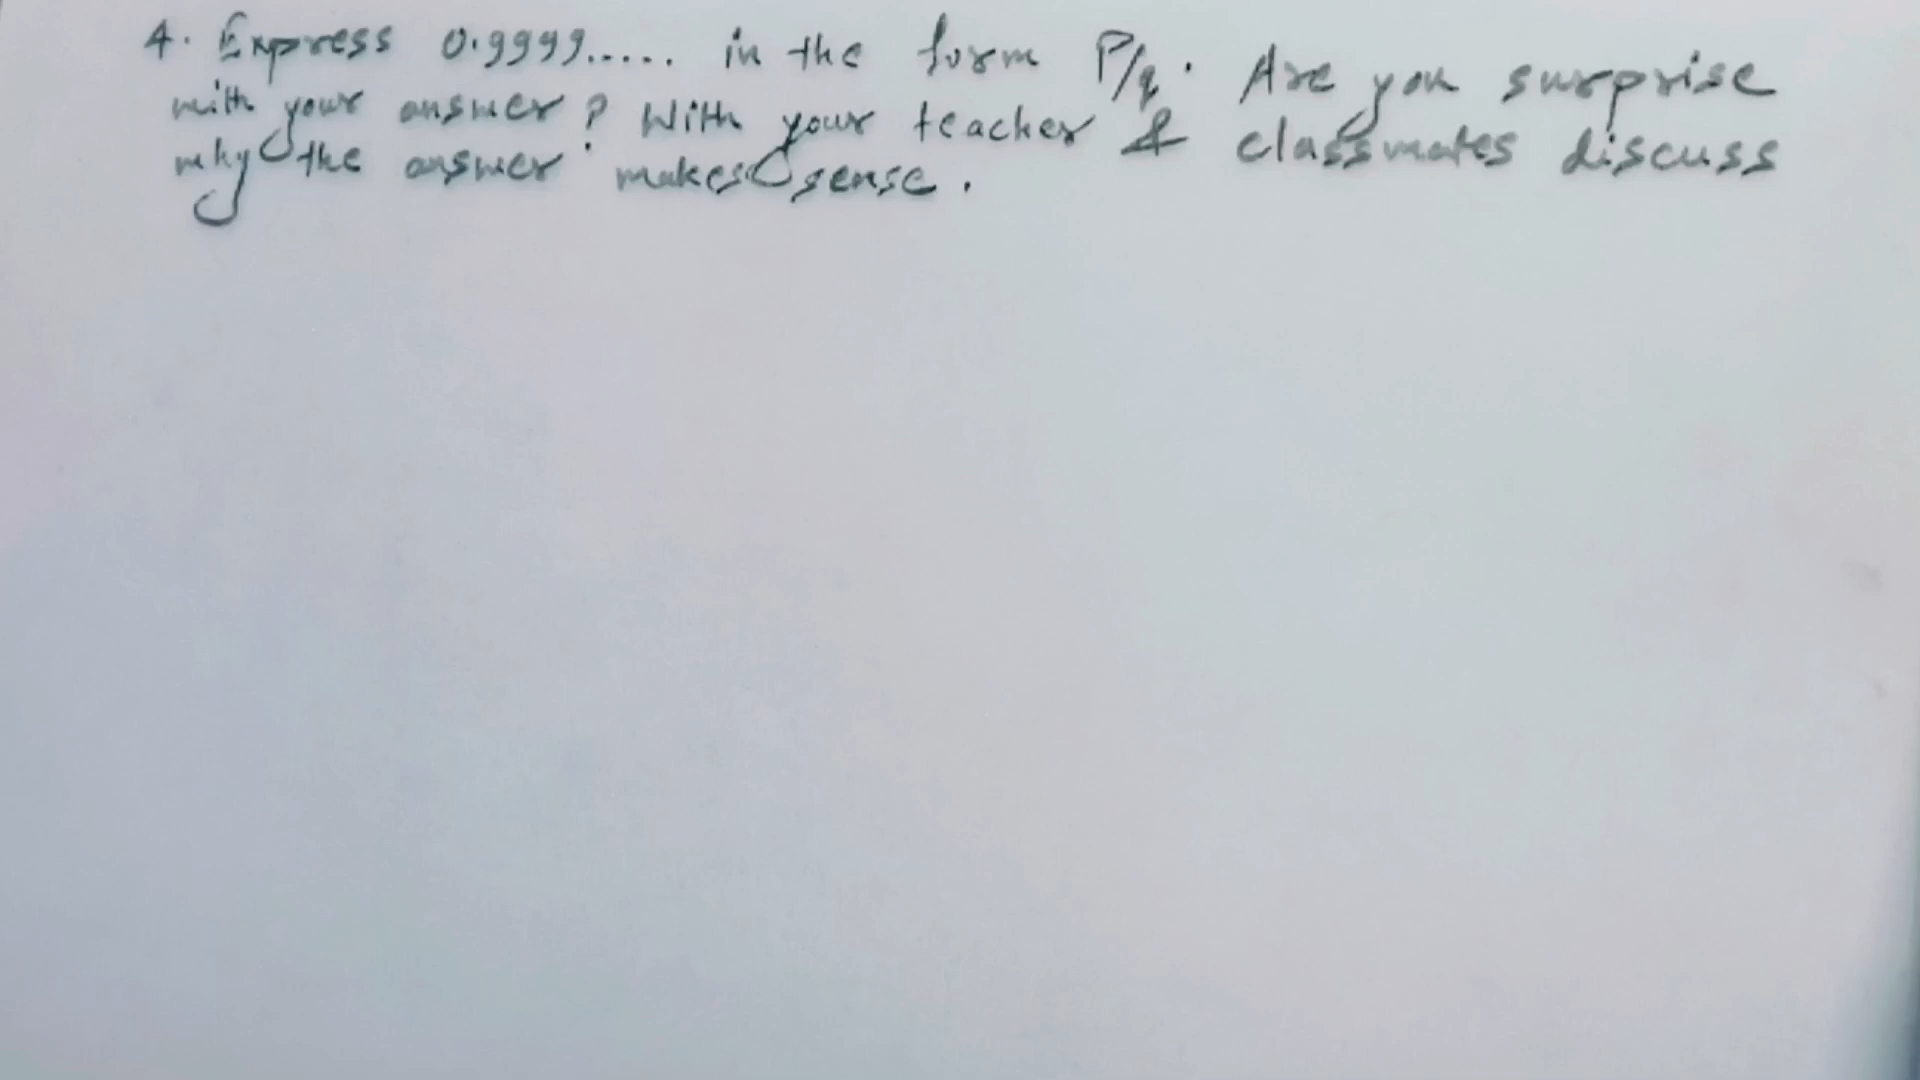 4. Express 0.9999..... in the form P/q. Are you surprise
with your answer? With your teacher & classmates discuss
why the answer makes sense.